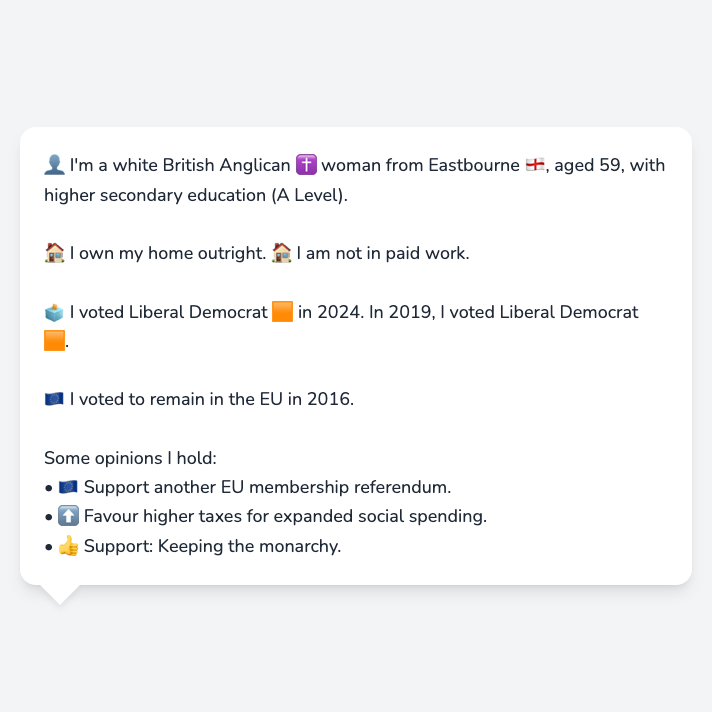 👤 I'm a white British Anglican ✝️ woman from Eastbourne 🏴󠁧󠁢󠁥󠁮󠁧󠁿, aged 59, with
higher secondary education (A Level).
🏠 I own my home outright. 🏠 I am not in paid work.
🗳️ I voted Liberal Democrat 🟧 in 2024. In 2019, I voted Liberal Democrat
🟧.
🇪🇺 I voted to remain in the EU in 2016.
Some opinions I hold:
• 🇪🇺 Support another EU membership referendum.
• ⬆️ Favour higher taxes for expanded social spending.
• 👍 Support: Keeping the monarchy.